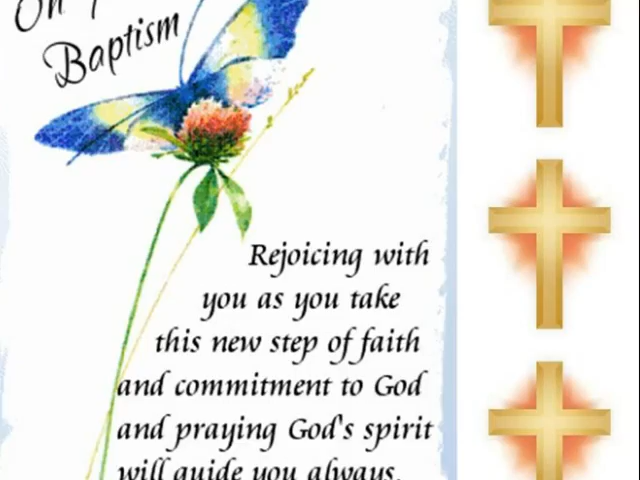 On
Baptism
Rejoicing with
you as you take
this new step of faith
and commitment to God
and praying God's spirit
will guide you always.